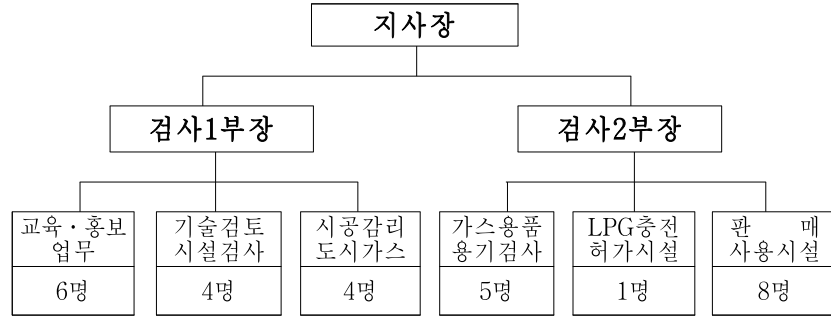 지사장
검사1부장 검사2부장
교육·홍보 기술검토 시공감리 가스용품 LPG충전 판 매
업무 시설검사 도시가스 용기검사 허가시설 사용시설
6명 4명 4명 5명 1명 8명